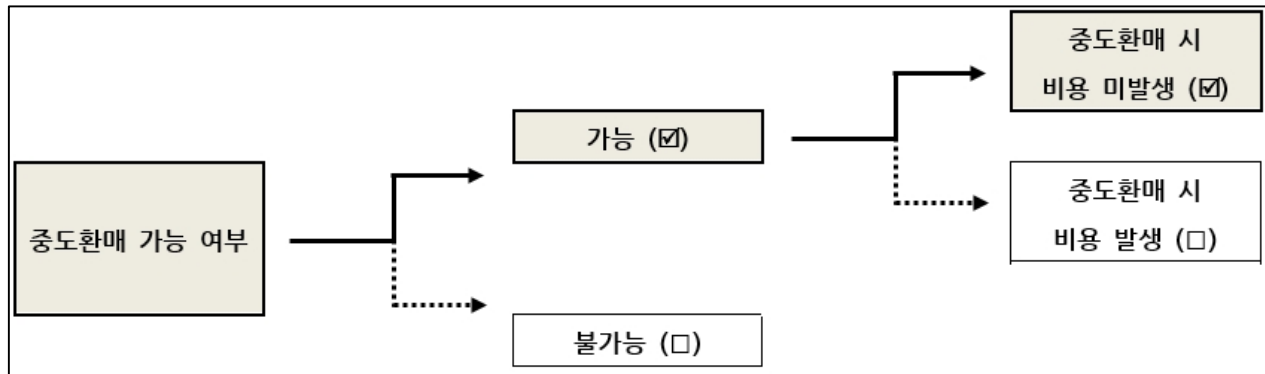 중도환매 가능 여부
가능 (☑)
불가능 (□)
중도환매 시
비용 미발생 (☑)
중도환매 시
비용 발생 (□)